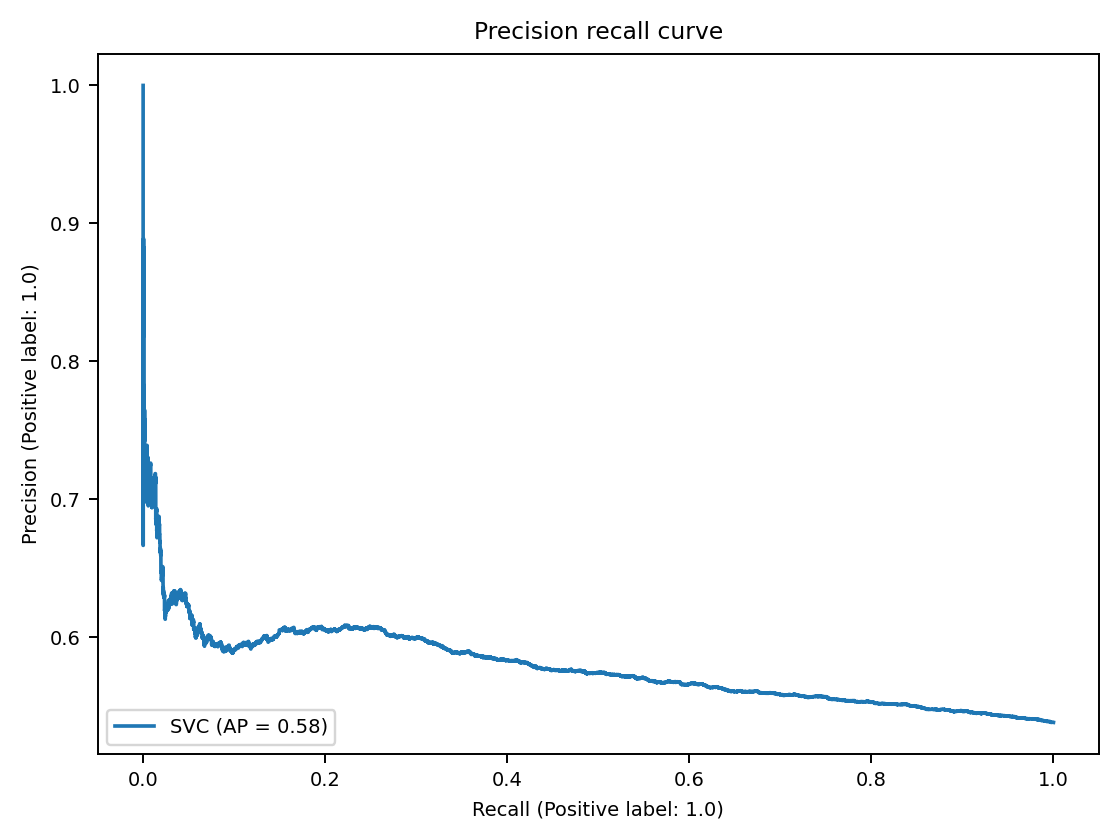 Precision recall curve
1.0
0.9
0.8
0.7
0.6
Precision (Positive label: 1.0)
SVC (AP = 0.58)
0.0 0.2 0.4 0.6 0.8 1.0
Recall (Positive label: 1.0)